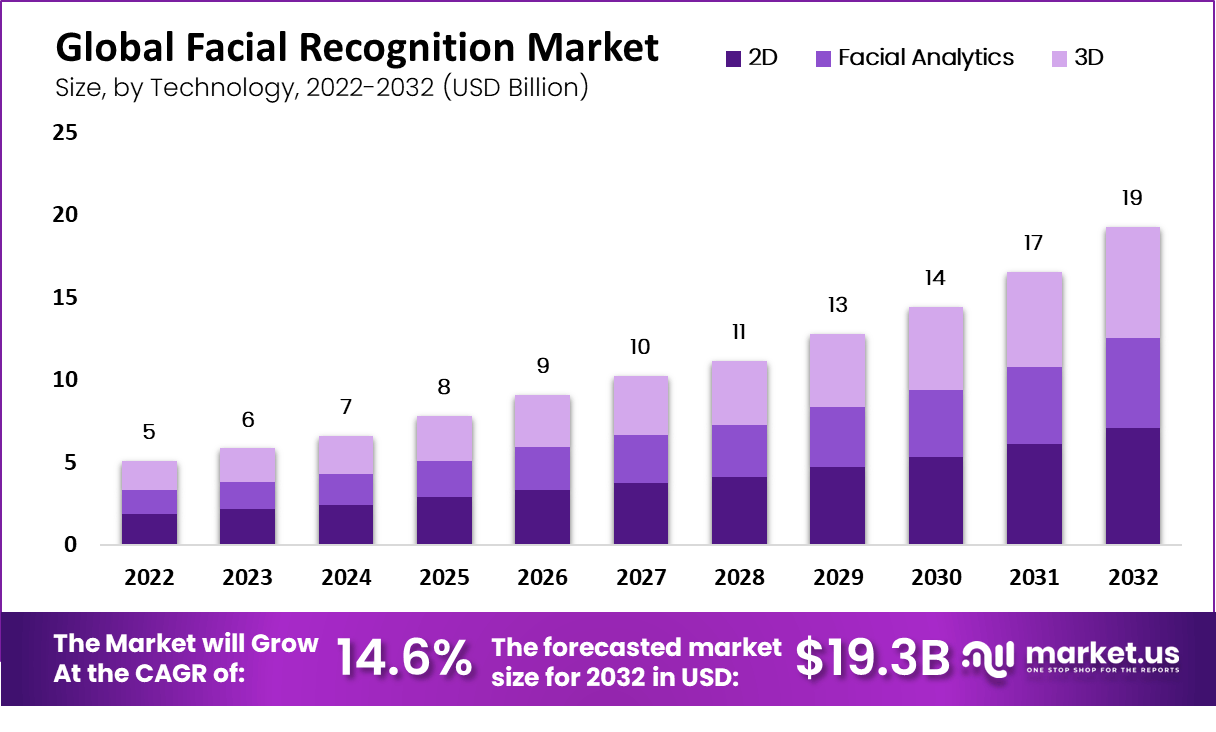 Global Facial Recognition Market
Size, by Technology, 2022-2032 (USD Billion)
2D Facial Analytics 3D
25
20
15
10
5
0
5 6 7 8 9 10 11 13 14 17 19
2022 2023 2024 2025 2026 2027 2028 2029 2030 2031 2032
The Market will Grow
At the CAGR of:
14.6%
The forecasted market
size for 2032 in USD:
$19.3B
market.us
ONE STOP SHOP FOR THE REPORTS